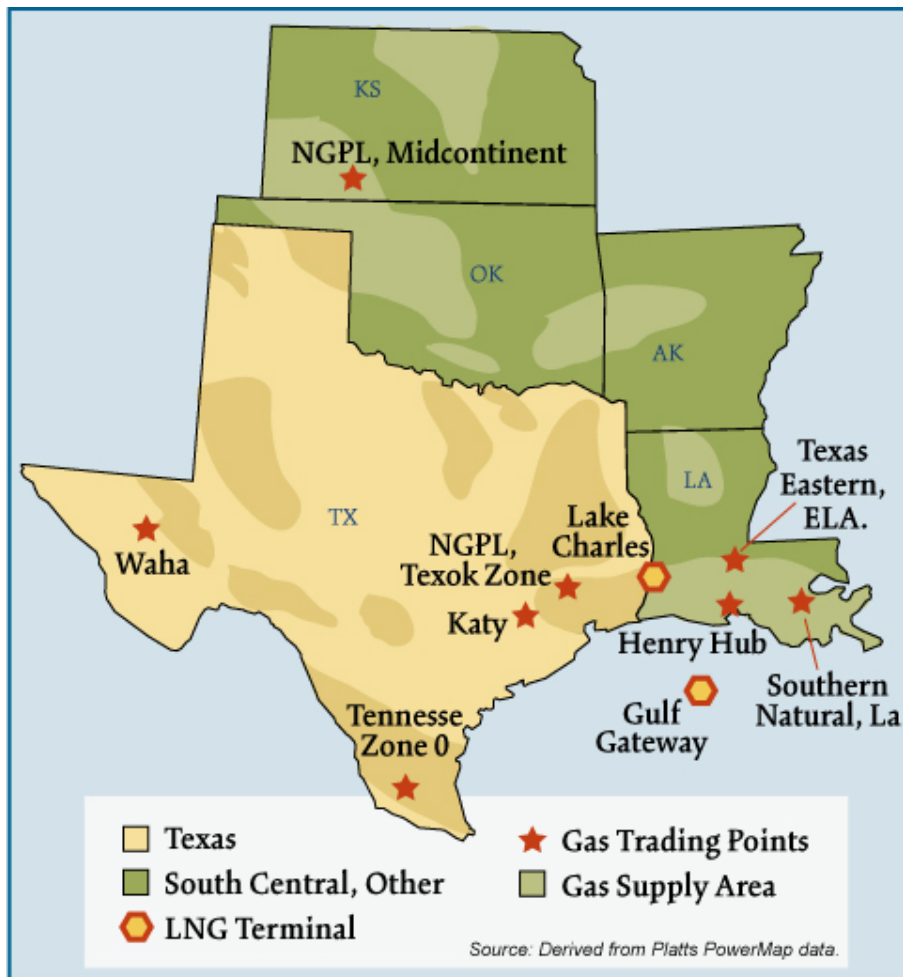 KS
NGPL, Midcontinent
OK
AK
LA
Texas
Eastern,
ELA.
TX
Lake
Charles
NGPL,
Texok Zone
Waha
Katy
Henry Hub
Southern
Natural, La
Gulf
Gateway
Tennesse
Zone 0
Texas
South Central, Other
LNG Terminal
Gas Trading Points
Gas Supply Area
Source: Derived from Platts PowerMap data.